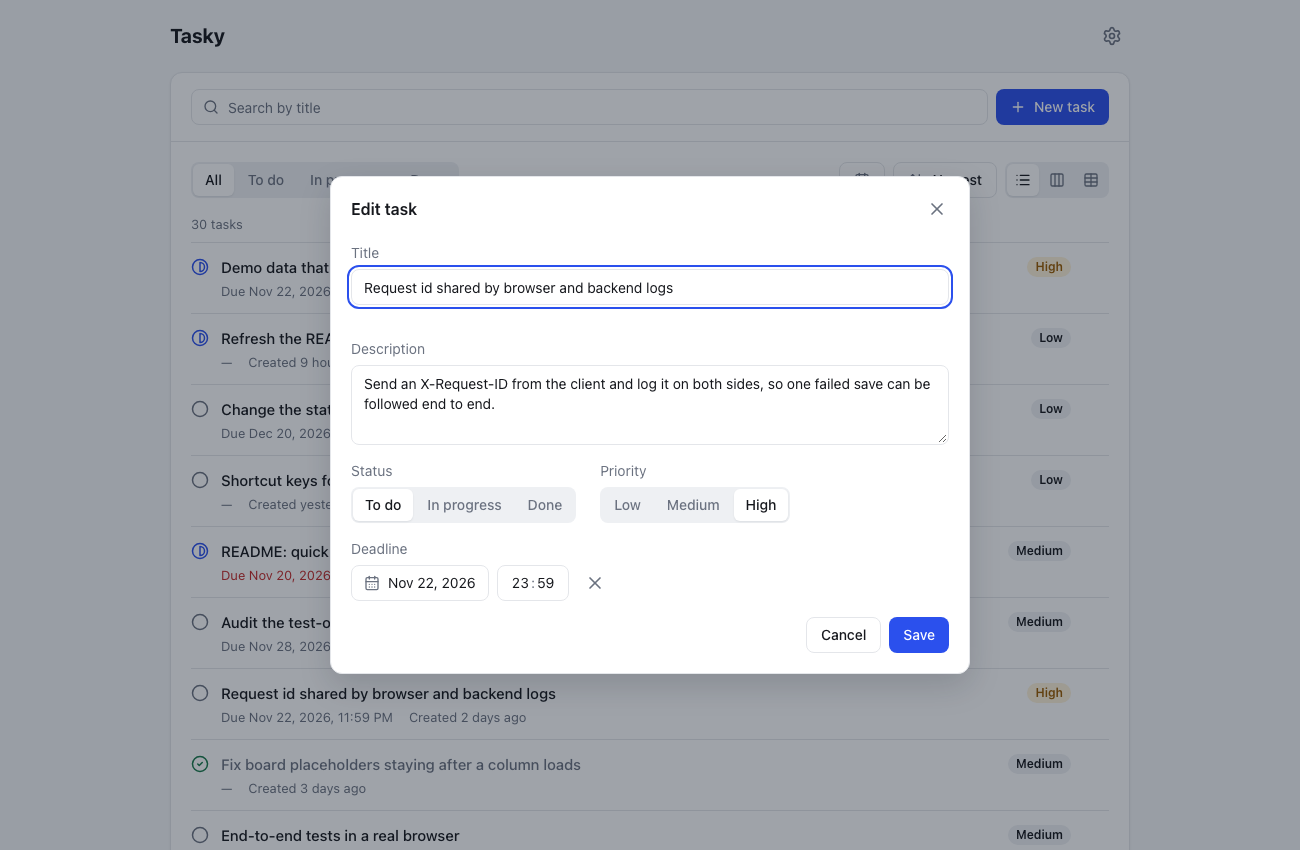 Tasky
Search by title
New task
All To do In p
30 tasks
Demo data that High
Due Nov 22, 2026
Refresh the REA Low
— Created 9 hou
Change the stat Low
Due Dec 20, 2026
Shortcut keys fo Low
— Created yeste
README: quick Medium
Due Nov 20, 2026
Audit the test-o Medium
Due Nov 28, 2026
Request id shared by browser and backend logs High
Due Nov 22, 2026, 11:59 PM Created 2 days ago
Fix board placeholders staying after a column loads Medium
— Created 3 days ago
End-to-end tests in a real browser Medium
Edit task
Title
Request id shared by browser and backend logs
Description
Send an X-Request-ID from the client and log it on both sides, so one failed save can be
followed end to end.
Status Priority
To do In progress Done Low Medium High
Deadline
Nov 22, 2026 23:59
Cancel Save